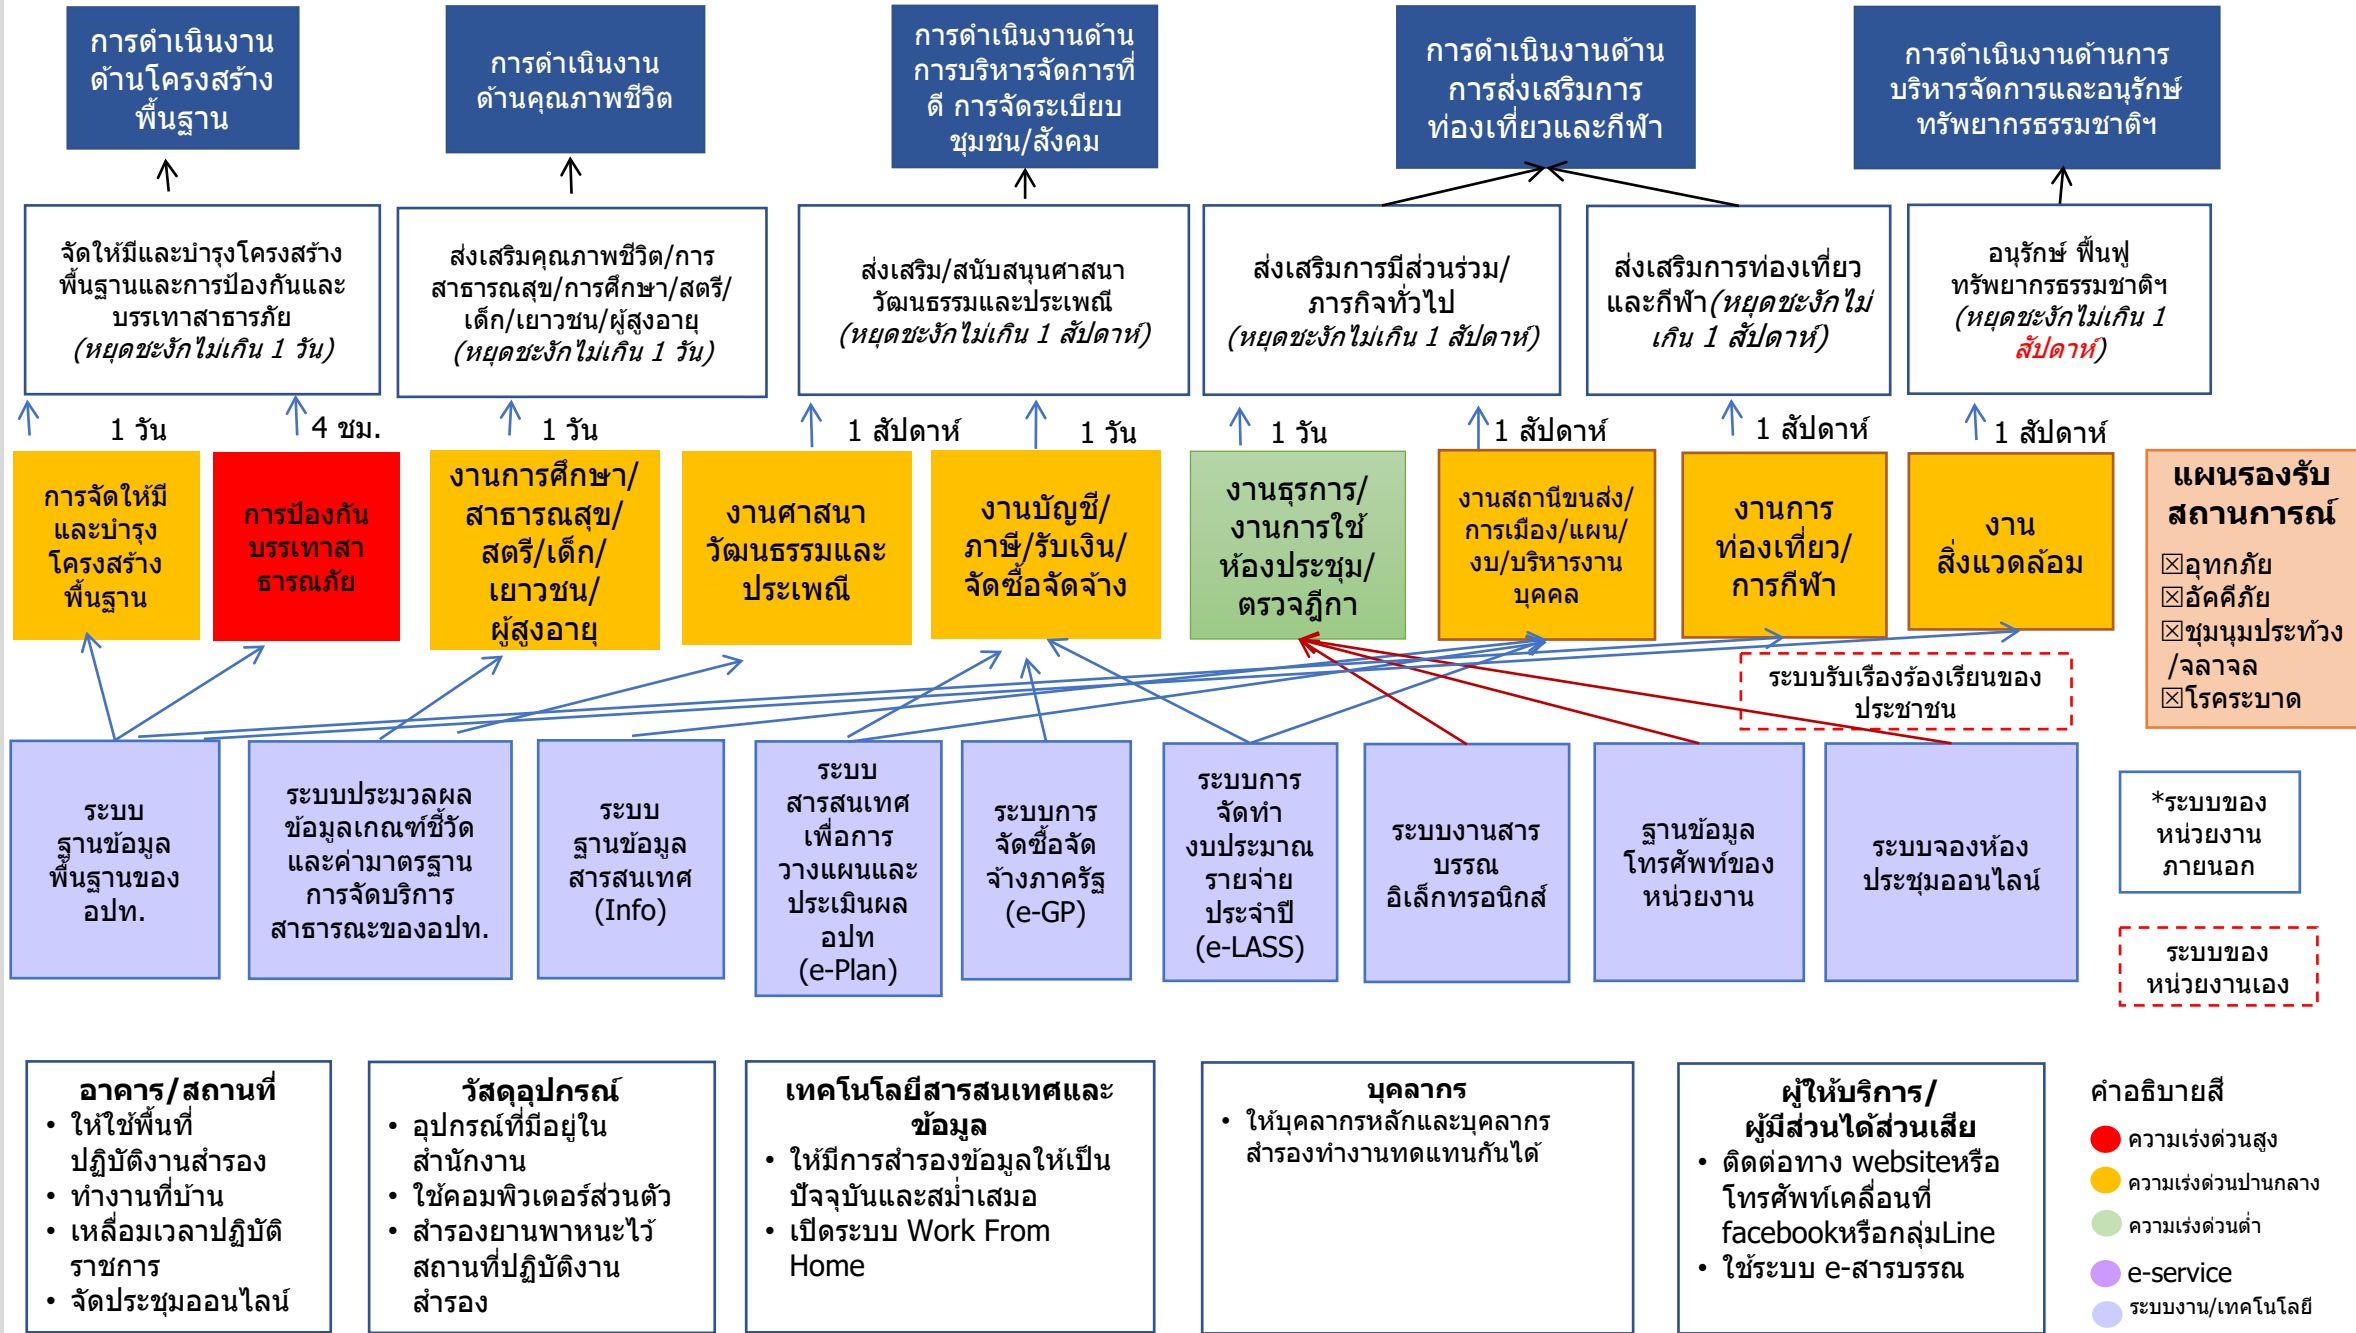 การดำเนินงาน
ด้านโครงสร้าง
พื้นฐาน
การดำเนินงาน
ด้านคุณภาพชีวิต
การดำเนินงานด้าน
การบริหารจัดการที่
ดี การจัดระเบียบ
ชุมชน/สังคม
การดำเนินงานด้าน
การส่งเสริมการ
ท่องเที่ยวและกีฬา
การดำเนินงานด้านการ
บริหารจัดการและอนุรักษ์
ทรัพยากรธรรมชาติฯ
จัดให้มีและบำรุงโครงสร้าง
พื้นฐานและการป้องกันและ
บรรเทาสาธารภัย
(หยุดชะงักไม่เกิน 1 วัน)
ส่งเสริมคุณภาพชีวิต/การ
สาธารณสุข/การศึกษา/สตรี/
เด็ก/เยาวชน/ผู้สูงอายุ
(หยุดชะงักไม่เกิน 1 วัน)
ส่งเสริม/สนับสนุนศาสนา
วัฒนธรรมและประเพณี
(หยุดชะงักไม่เกิน 1 สัปดาห์)
ส่งเสริมการมีส่วนร่วม/
ภารกิจทั่วไป
(หยุดชะงักไม่เกิน 1 สัปดาห์)
ส่งเสริมการท่องเที่ยว
และกีฬา(หยุดชะงักไม่
เกิน 1 สัปดาห์)
อนุรักษ์ ฟื้นฟู
ทรัพยากรธรรมชาติฯ
(หยุดชะงักไม่เกิน 1
สัปดาห์)
1 วัน
4 ชม.
1 วัน
1 สัปดาห์
1 วัน
1 วัน
1 สัปดาห์
1 สัปดาห์
1 สัปดาห์
การจัดให้มี
และบำรุง
โครงสร้าง
พื้นฐาน
การป้องกัน
บรรเทาสา
ธารณภัย
งานการศึกษา/
สาธารณสุข/
สตรี/เด็ก/
เยาวชน/
ผู้สูงอายุ
งานศาสนา
วัฒนธรรมและ
ประเพณี
งานบัญชี/
ภาษี/รับเงิน/
จัดซื้อจัดจ้าง
งานธุรการ/
งานการใช้
ห้องประชุม/
ตรวจฎีกา
งานสถานีขนส่ง/
การเมือง/แผน/
งบ/บริหารงาน
บุคคล
งานการ
ท่องเที่ยว/
การกีฬา
งาน
สิ่งแวดล้อม
แผนรองรับ
สถานการณ์
☒อุทกภัย
☒อัคคีภัย
☒ชุมนุมประท้วง
/จลาจล
☒โรคระบาด
ระบบรับเรืองร้องเรียนของ
ประชาชน
ระบบ
ฐานข้อมูล
พื้นฐานของ
อปท.
ระบบประมวลผล
ข้อมูลเกณฑ์ชี้วัด
และค่ามาตรฐาน
การจัดบริการ
สาธารณะของอปท.
ระบบ
ฐานข้อมูล
สารสนเทศ
(Info)
ระบบ
สารสนเทศ
เพื่อการ
วางแผนและ
ประเมินผล
อปท
(e-Plan)
ระบบการ
จัดซื้อจัด
จ้างภาครัฐ
(e-GP)
ระบบการ
จัดทำ
งบประมาณ
รายจ่าย
ประจำปี
(e-LASS)
ระบบงานสาร
บรรณ
อิเล็กทรอนิกส์
ฐานข้อมูล
โทรศัพท์ของ
หน่วยงาน
ระบบจองห้อง
ประชุมออนไลน์
*ระบบของ
หน่วยงาน
ภายนอก
ระบบของ
หน่วยงานเอง
อาคาร/สถานที่
• ให้ใช้พื้นที่
ปฏิบัติงานสำรอง
• ทำงานที่บ้าน
• เหลื่อมเวลาปฏิบัติ
ราชการ
• จัดประชุมออนไลน์
วัสดุอุปกรณ์
• อุปกรณ์ที่มีอยู่ใน
สำนักงาน
• ใช้คอมพิวเตอร์ส่วนตัว
• สำรองยานพาหนะไว้
สถานที่ปฏิบัติงาน
สำรอง
เทคโนโลยีสารสนเทศและ
ข้อมูล
• ให้มีการสำรองข้อมูลให้เป็น
ปัจจุบันและสม่ำเสมอ
• เปิดระบบ Work From
Home
บุคลากร
• ให้บุคลากรหลักและบุคลากร
สำรองทำงานทดแทนกันได้
ผู้ให้บริการ/
ผู้มีส่วนได้ส่วนเสีย
• ติดต่อทาง websiteหรือ
โทรศัพท์เคลื่อนที่
facebookหรือกลุ่มLine
• ใช้ระบบ e-สารบรรณ
คำอธิบายสี
ความเร่งด่วนสูง
ความเร่งด่วนปานกลาง
ความเร่งด่วนต่ำ
e-service
ระบบงาน/เทคโนโลยี